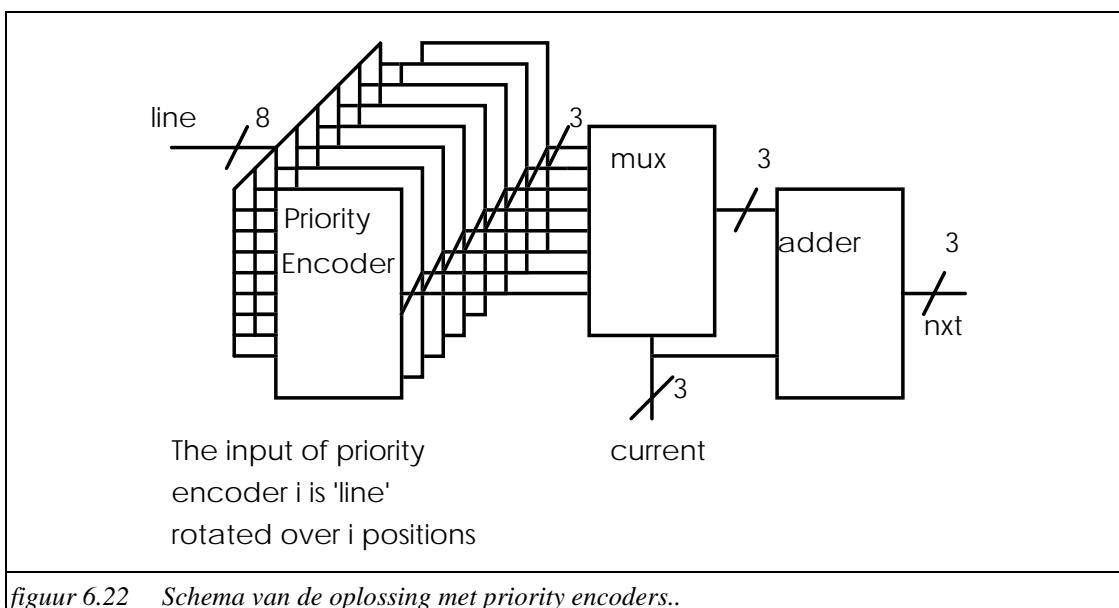 line
8
3
mux
3
Priority
Encoder
adder
3
nxt
3
current
The input of priority
encoder i is 'line'
rotated over i positions
figuur 6.22 Schema van de oplossing met priority encoders..